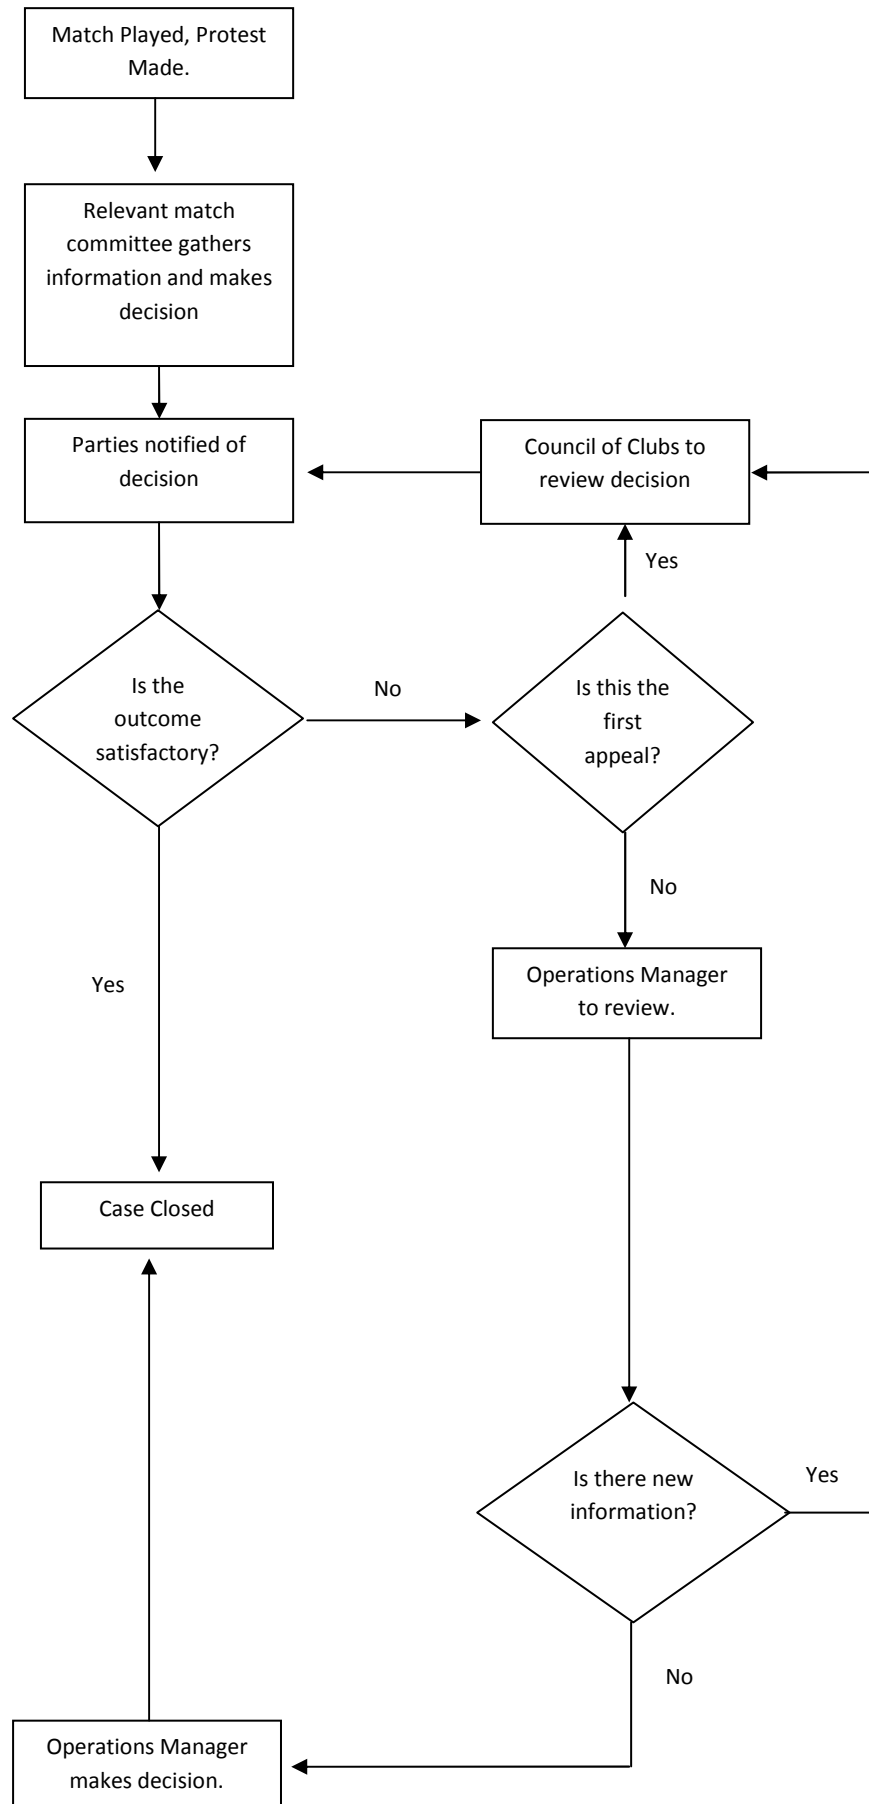 Match Played, Protest
Made.
Relevant match
committee gathers
information and makes
decision
Parties notified of
decision
Council of Clubs to
review decision
Yes
Is the
outcome
satisfactory?
No
Is this the
first
appeal?
No
Yes
Operations Manager
to review.
Case Closed
Is there new
information?
Yes
No
Operations Manager
makes decision.